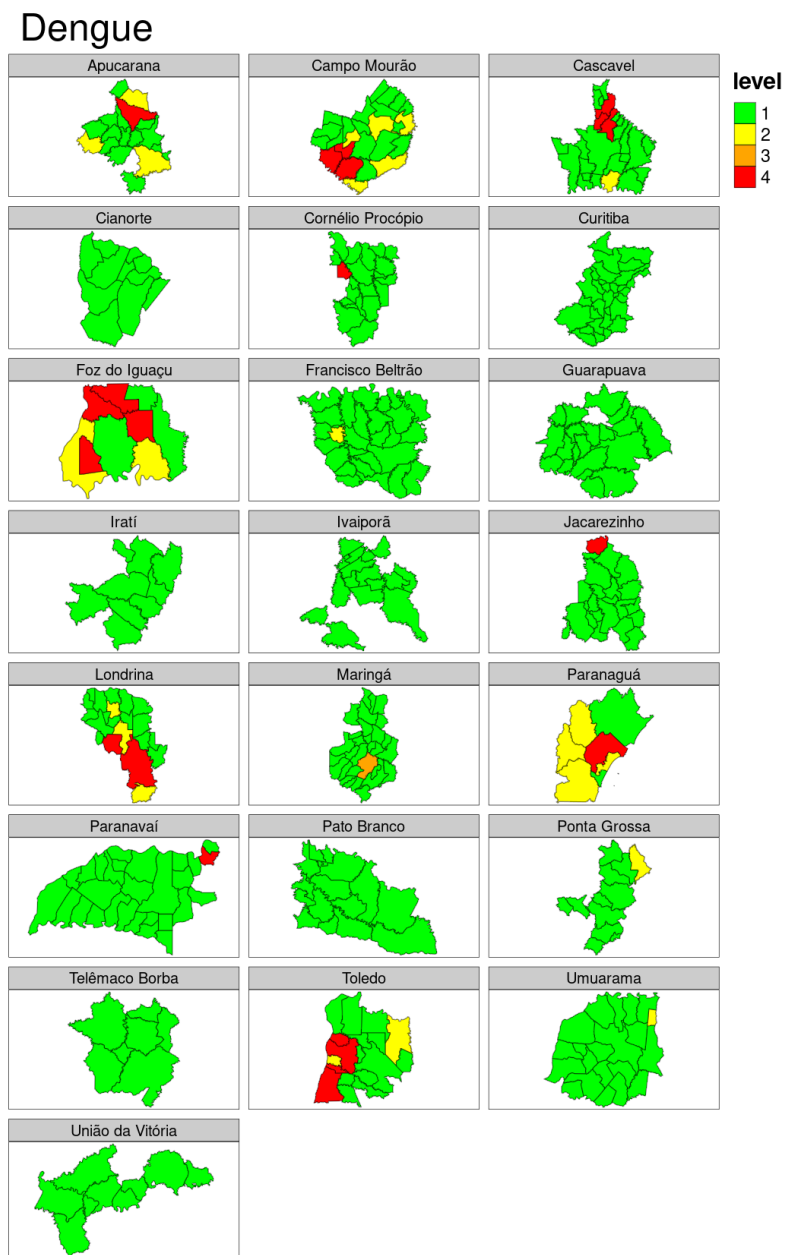 Dengue
Apucarana
Campo Mourão
Cascavel
level
1
2
3
4
Cianorte
Cornélio Procópio
Curitiba
Foz do Iguaçu
Francisco Beltrão
Guarapuava
Iratí
Ivaiporã
Jacarezinho
Londrina
Maringá
Paranaguá
Paranavaí
Pato Branco
Ponta Grossa
Telêmaco Borba
Toledo
Umuarama
União da Vitória